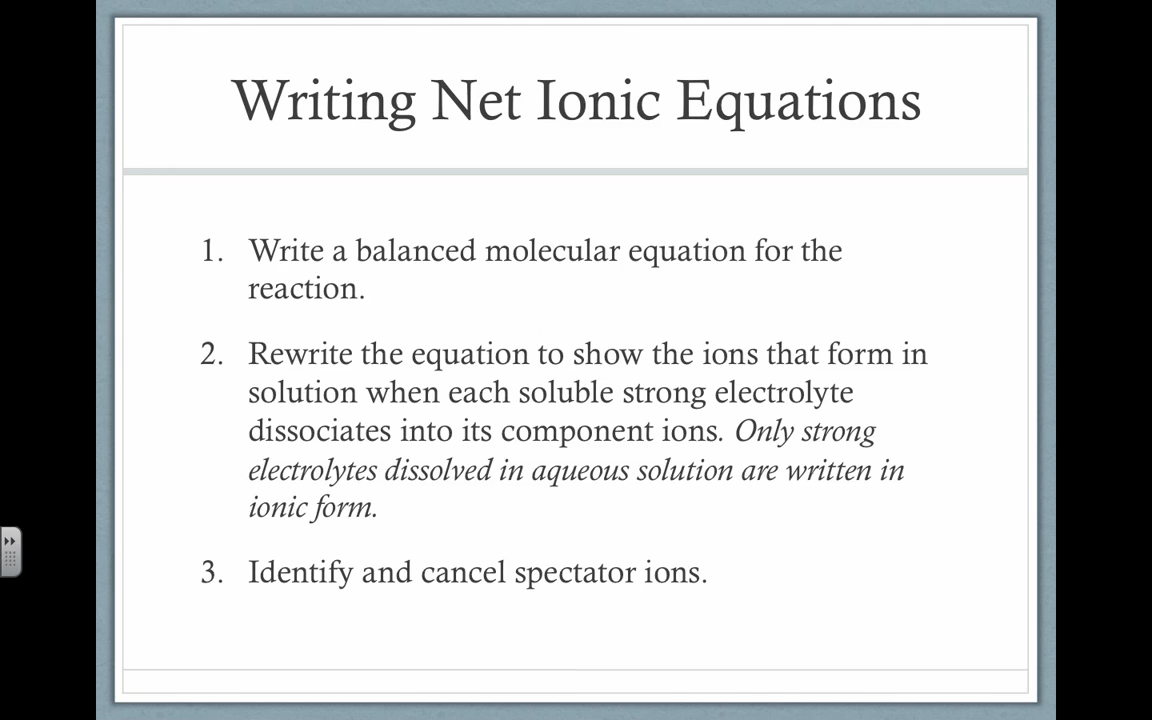 Writing Net Ionic Equations
1. Write a balanced molecular equation for the
reaction.
2. Rewrite the equation to show the ions that form in
solution when each soluble strong electrolyte
dissociates into its component ions. Only strong
electrolytes dissolved in aqueous solution are written in
ionic form.
3. Identify and cancel spectator ions.